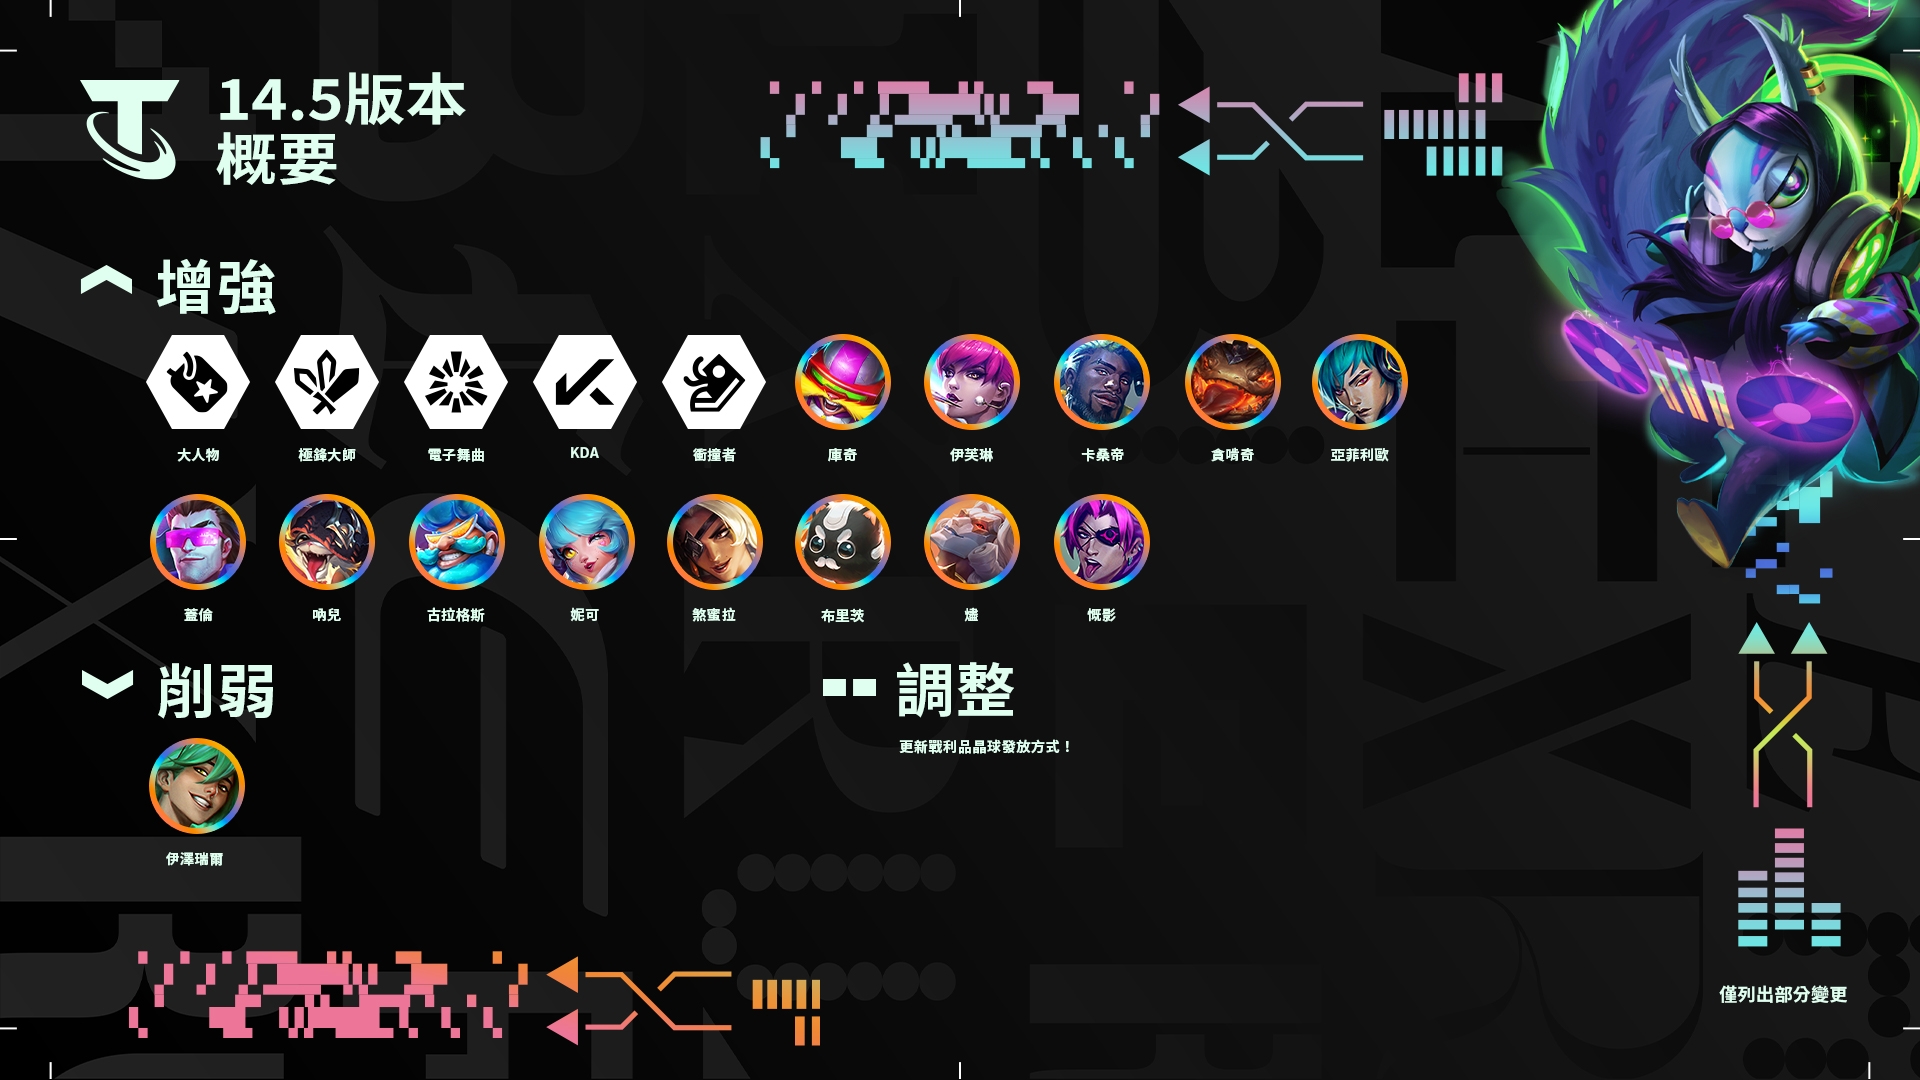 14.5版本
概要
增強
大人物
極鋒大師
電子舞曲
KDA
衝撞者
庫奇
伊芙琳
卡桑帝
貪啃奇
亞菲利歐
蓋倫
吶兒
古拉格斯
妮可
煞蜜拉
布里茨
燼
慨影
削弱
伊澤瑞爾
調整
更新戰利品晶球發放方式！
僅列出部分變更